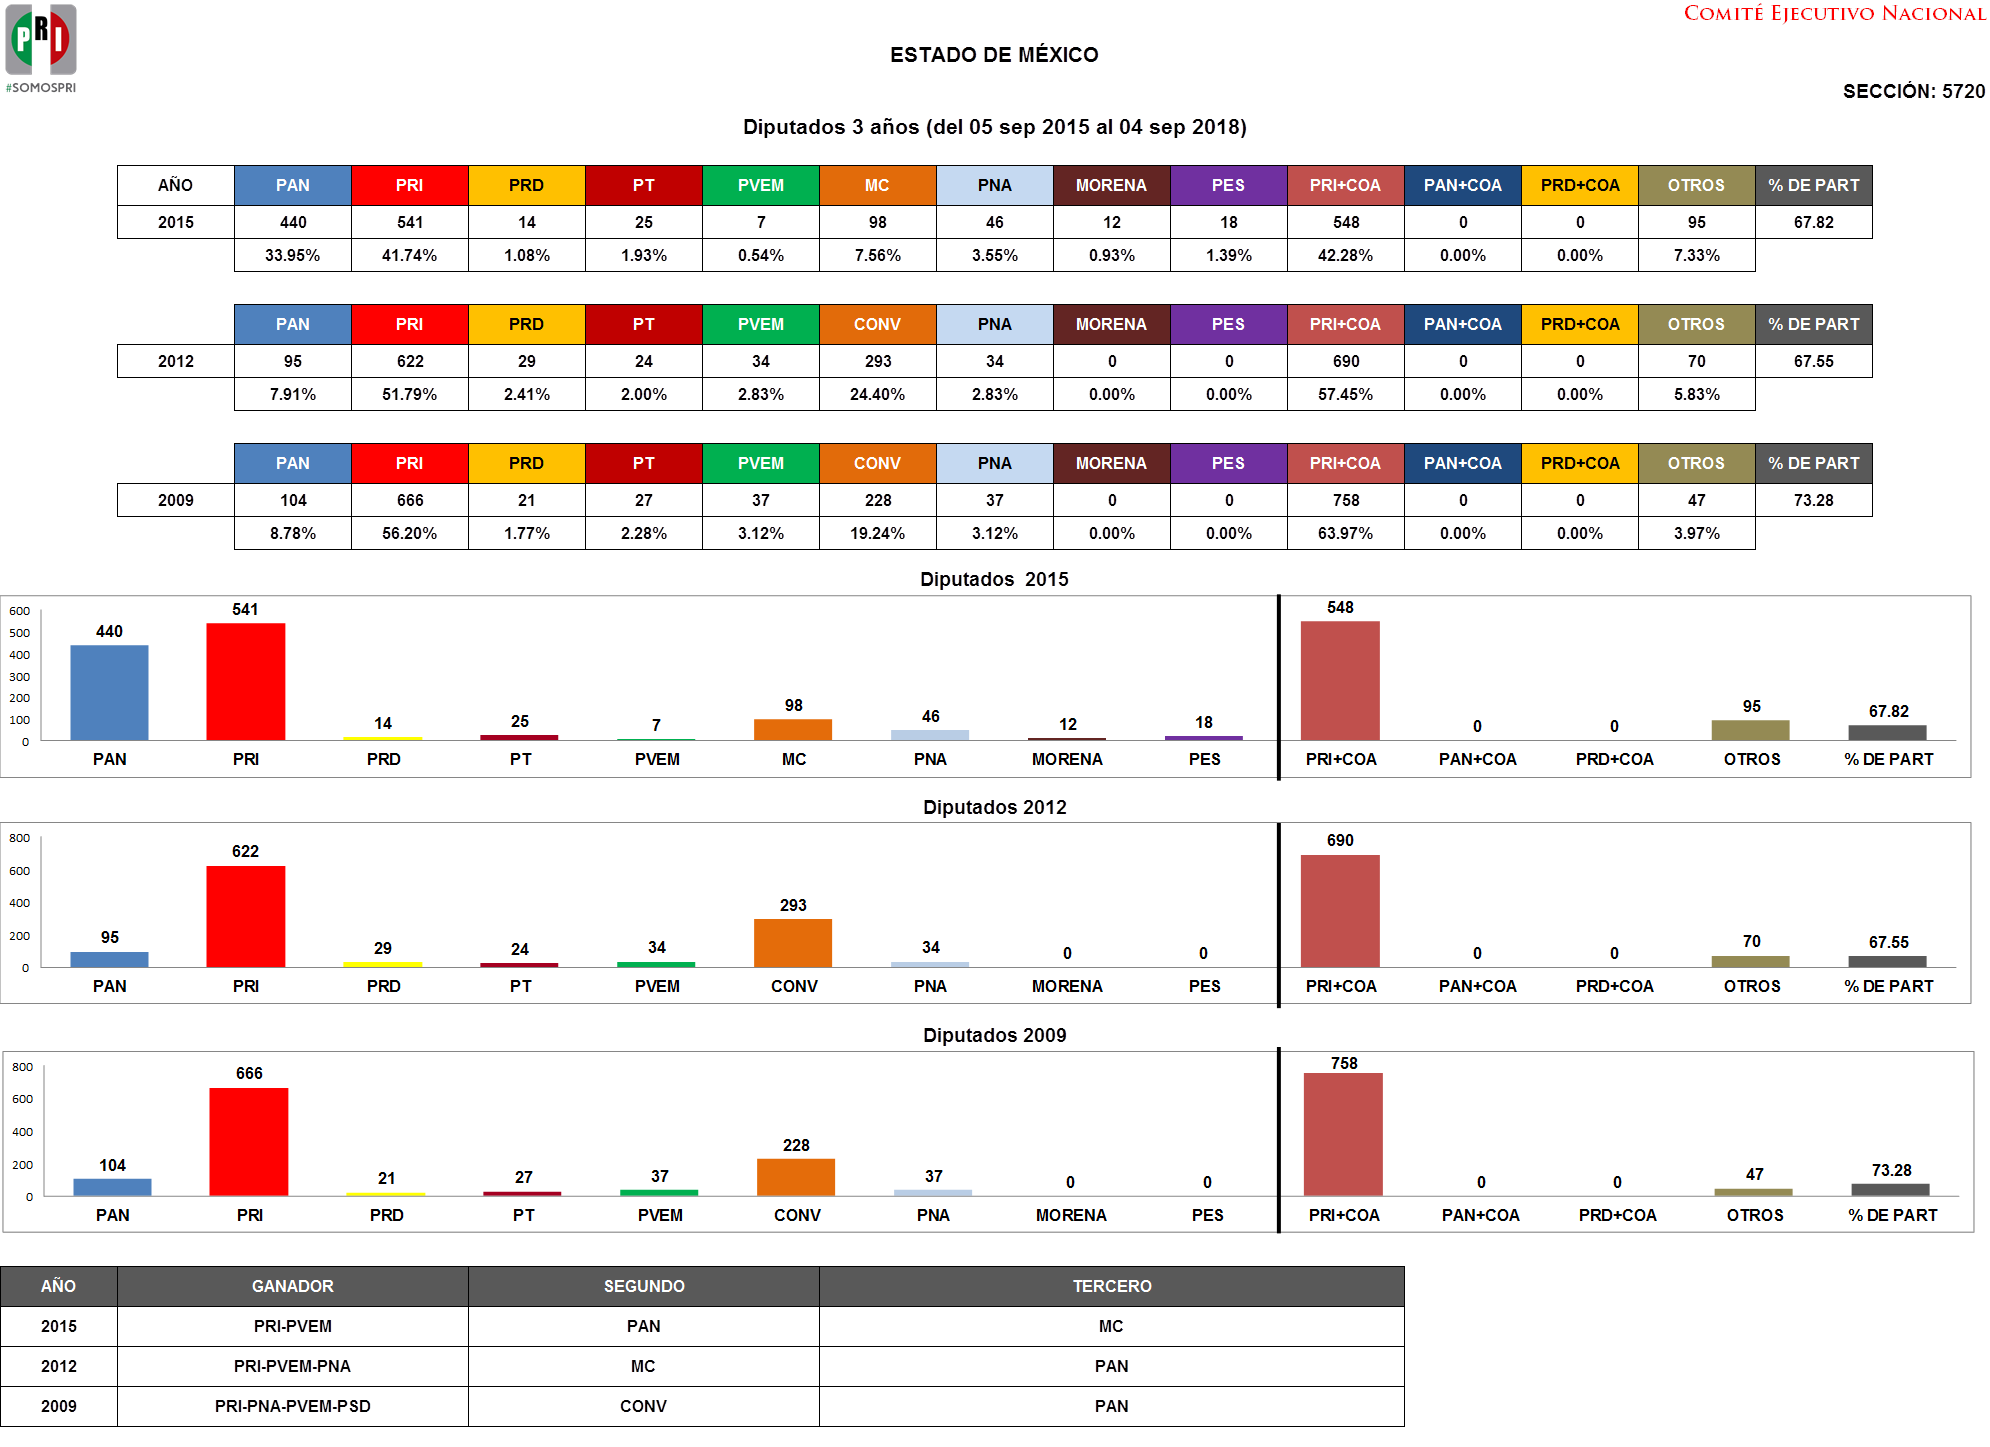 PRI
#SOMOSPRI
COMITÉ EJECUTIVO NACIONAL
ESTADO DE MÉXICO
SECCIÓN: 5720
Diputados 3 años (del 05 sep 2015 al 04 sep 2018)
AÑO PAN PRI PRD PT PVEM MC PNA MORENA PES PRI+COA PAN+COA PRD+COA OTROS % DE PART
2015 440 541 14 25 7 98 46 12 18 548 0 0 95 67.82
33.95% 41.74% 1.08% 1.93% 0.54% 7.56% 3.55% 0.93% 1.39% 42.28% 0.00% 0.00% 7.33%
PAN PRI PRD PT PVEM CONV PNA MORENA PES PRI+COA PAN+COA PRD+COA OTROS % DE PART
2012 95 622 29 24 34 293 34 0 0 690 0 0 70 67.55
7.91% 51.79% 2.41% 2.00% 2.83% 24.40% 2.83% 0.00% 0.00% 57.45% 0.00% 0.00% 5.83%
PAN PRI PRD PT PVEM CONV PNA MORENA PES PRI+COA PAN+COA PRD+COA OTROS % DE PART
2009 104 666 21 27 37 228 37 0 0 758 0 0 47 73.28
8.78% 56.20% 1.77% 2.28% 3.12% 19.24% 3.12% 0.00% 0.00% 63.97% 0.00% 0.00% 3.97%
Diputados 2015
600
500
400
300
200
100
0
440 541 14 25 7 98 46 12 18 548 0 0 95 67.82
PAN PRI PRD PT PVEM MC PNA MORENA PES PRI+COA PAN+COA PRD+COA OTROS % DE PART
Diputados 2012
800
600
400
200
0
95 622 29 24 34 293 34 0 0 690 0 0 70 67.55
PAN PRI PRD PT PVEM CONV PNA MORENA PES PRI+COA PAN+COA PRD+COA OTROS % DE PART
Diputados 2009
800
600
400
200
0
104 666 21 27 37 228 37 0 0 758 0 0 47 73.28
PAN PRI PRD PT PVEM CONV PNA MORENA PES PRI+COA PAN+COA PRD+COA OTROS % DE PART
AÑO GANADOR SEGUNDO TERCERO
2015 PRI-PVEM PAN MC
2012 PRI-PVEM-PNA MC PAN
2009 PRI-PNA-PVEM-PSD CONV PAN